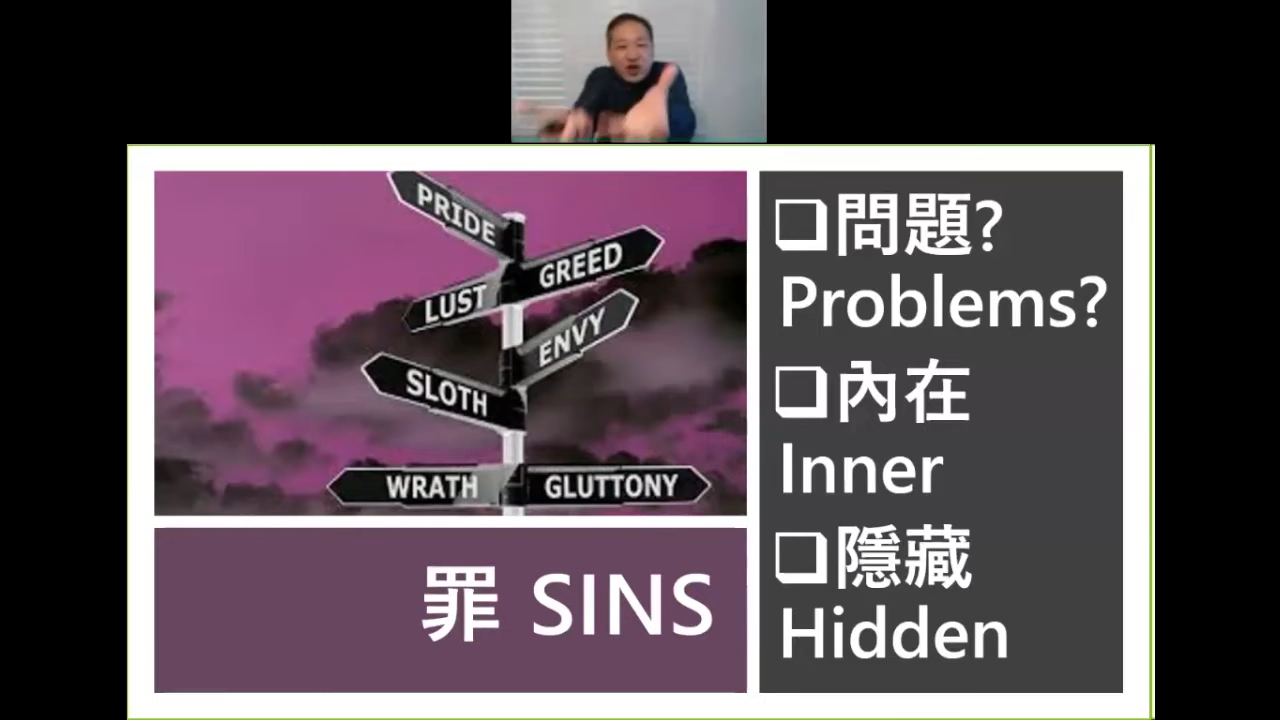 PRIDE
GREED
LUST
ENVY
SLOTH
WRATH
GLUTTONY
罪 SINS
❑問題?
Problems?
❑內在
Inner
❑隱藏
Hidden